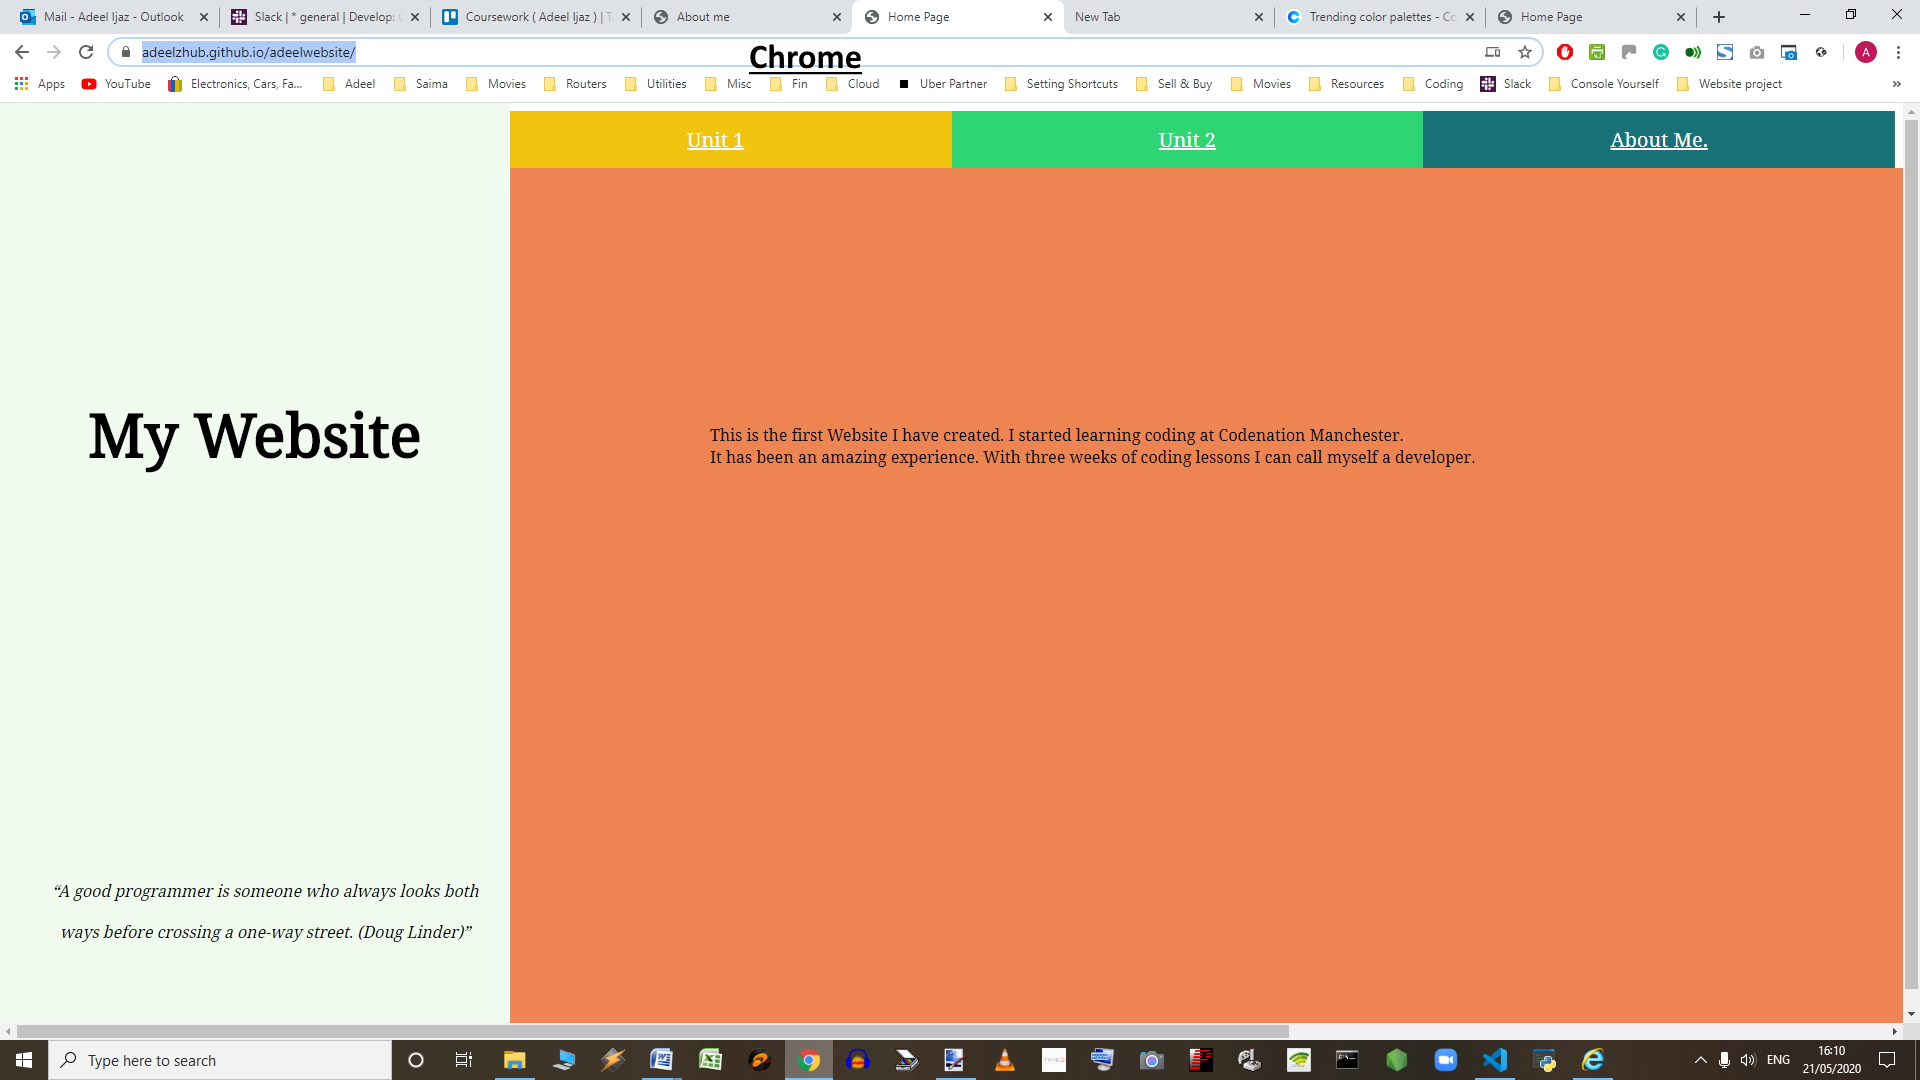 Mail - Adeel Ijaz - Outlook
Slack | * general | Develop:
Coursework ( Adeel Ijaz ) |
About me
Home Page
New Tab
Trending color palettes -
Home Page
adeelzhub.github.io/adeelwebsite/
Chrome
A
Apps
YouTube
Electronics, Cars, Fa...
Adeel
Saima
Movies
Routers
Utilities
Misc
Fin
Cloud
Uber Partner
Setting Shortcuts
Sell & Buy
Movies
Resources
Coding
Slack
Console Yourself
Website project
»
Unit 1
Unit 2
About Me.
My Website
This is the first Website I have created. I started learning coding at Codenation Manchester.
It has been an amazing experience. With three weeks of coding lessons I can call myself a developer.
“A good programmer is someone who always looks both
ways before crossing a one-way street. (Doug Linder)”
Type here to search
ENG
16:10
21/05/2020